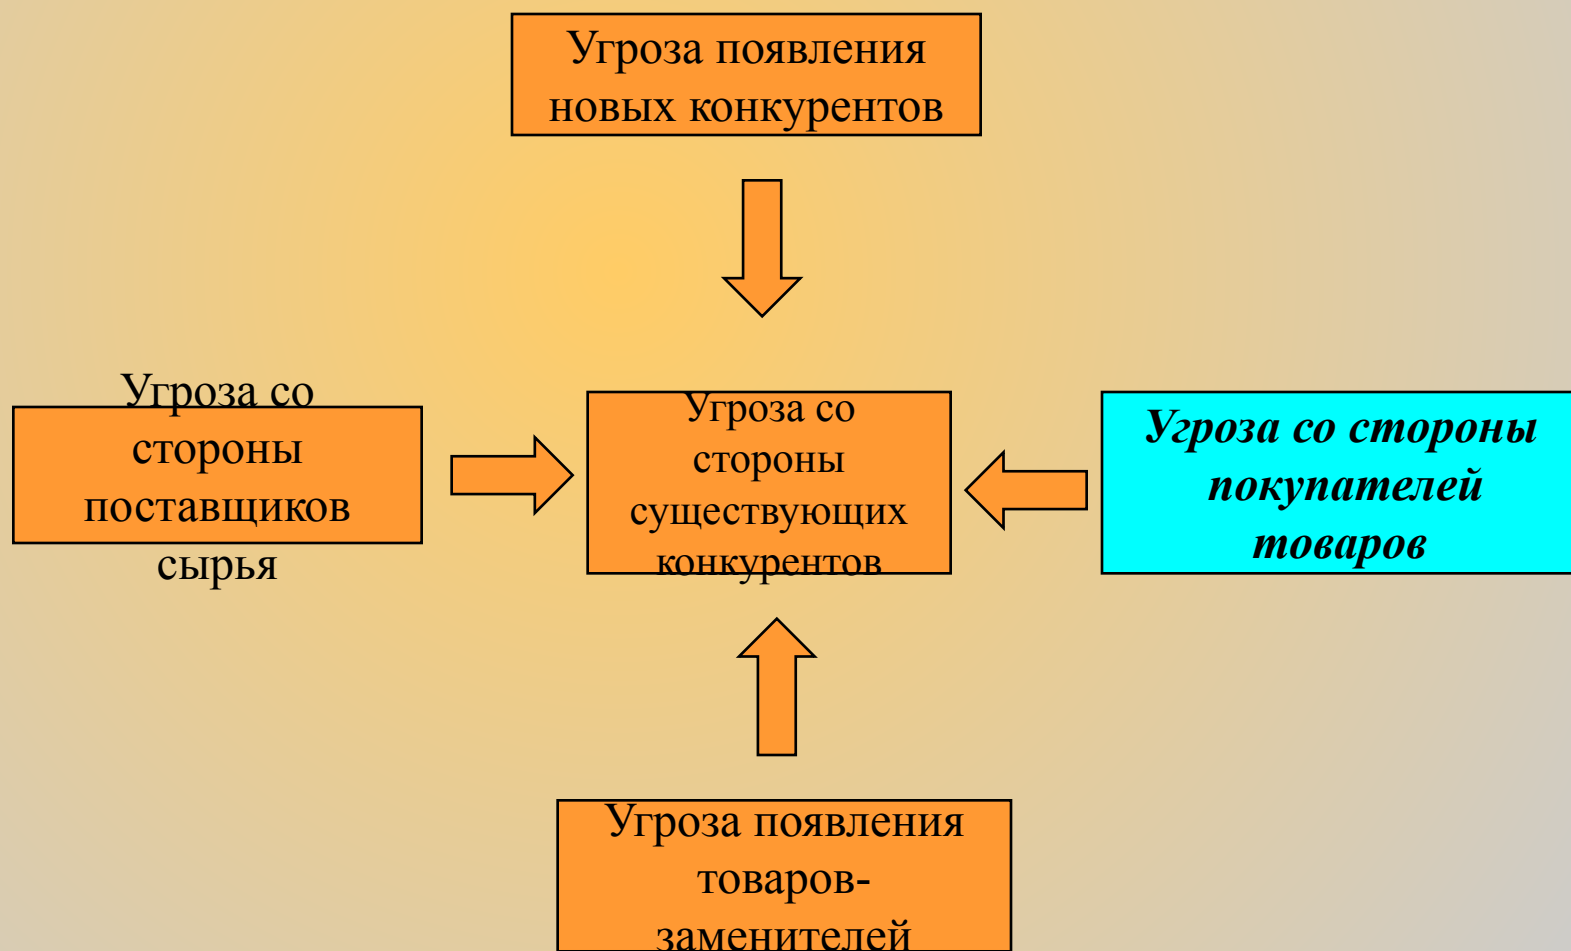 Угроза появления
новых конкурентов
Угроза со
стороны
поставщиков
сырья
Угроза со
стороны
существующих
конкурентов
Угроза со стороны
покупателей
товаров
Угроза появления
товаров-
заменителей